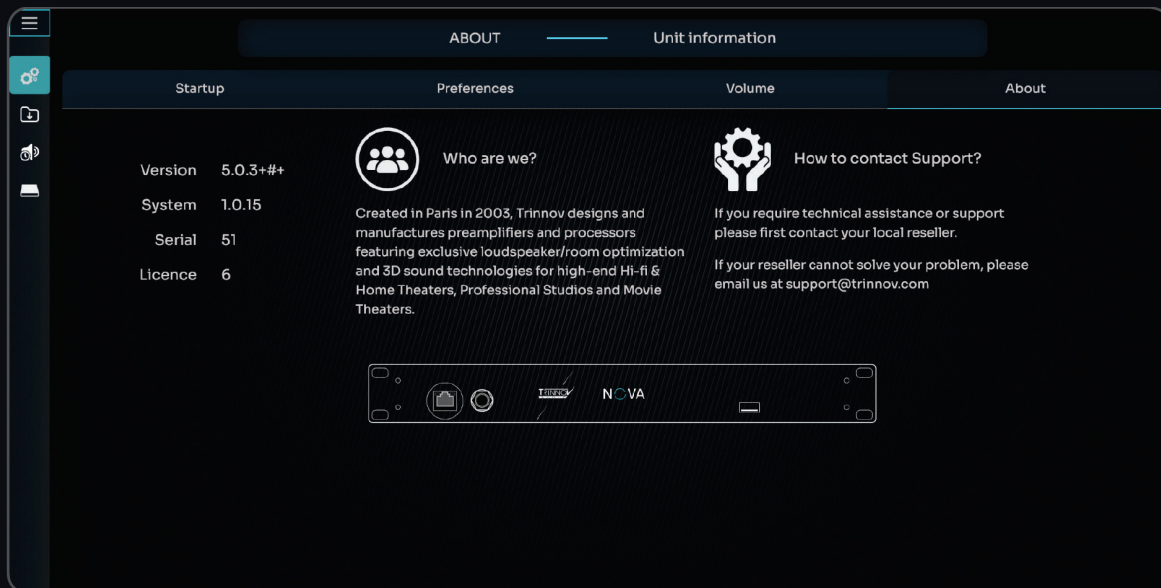 ABOUT Unit information
Startup Preferences Volume About
Version 5.0.3+#+
System 1.0.15
Serial 51
Licence 6
Who are we?
Created in Paris in 2003, Trinnov designs and
manufactures preamplifiers and processors
featuring exclusive loudspeaker/room optimization
and 3D sound technologies for high-end Hi-fi &
Home Theaters, Professional Studios and Movie
Theaters.
How to contact Support?
If you require technical assistance or support
please first contact your local reseller.
If your reseller cannot solve your problem, please
email us at support@trinnov.com
TRINNOV NOVA